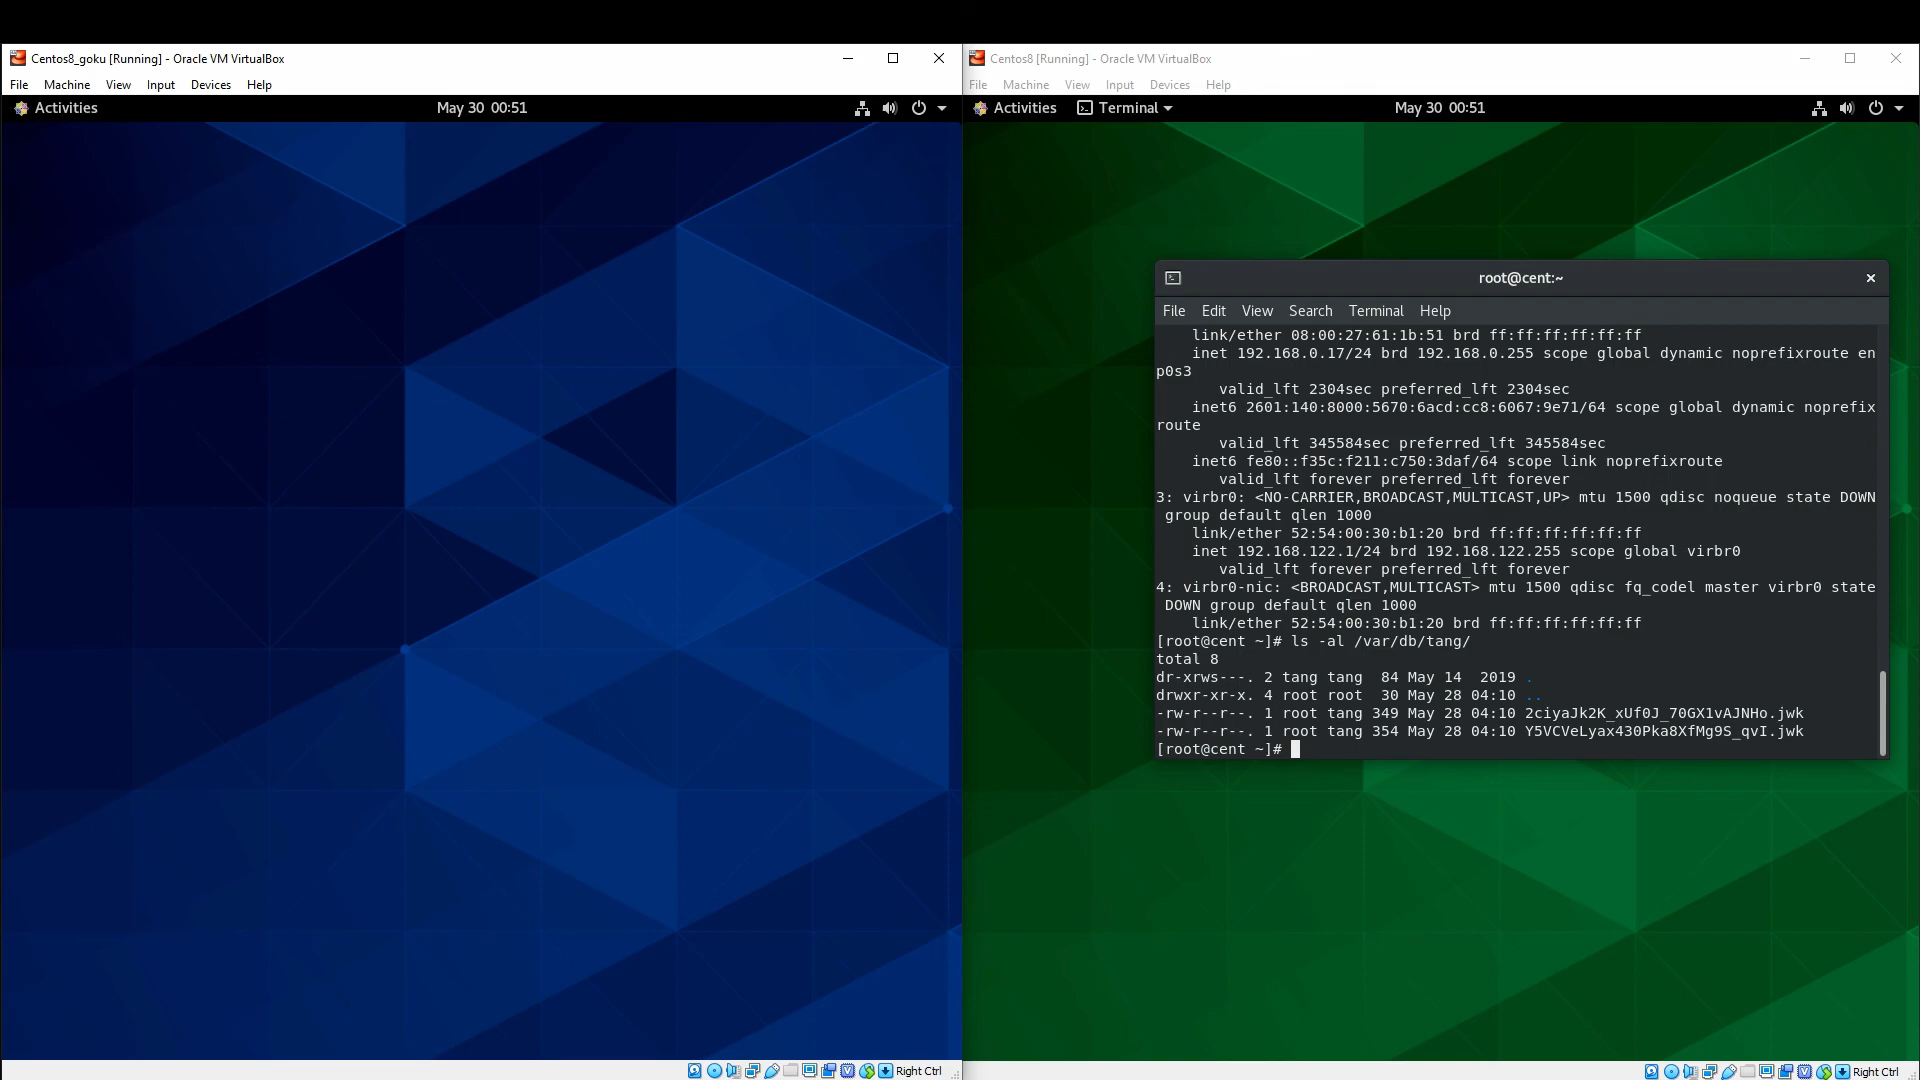 Centos8_goku [Running] - Oracle VM VirtualBox
File Machine View Input Devices Help
Activities
May 30 00:51
Right Ctrl
Centos8 [Running] - Oracle VM VirtualBox
File Machine View Input Devices Help
Activities Terminal
May 30 00:51
root@cent:~
File Edit View Search Terminal Help
link/ether 08:00:27:61:1b:51 brd ff:ff:ff:ff:ff:ff
inet 192.168.0.17/24 brd 192.168.0.255 scope global dynamic noprefixroute en
p0s3
valid_lft 2304sec preferred_lft 2304sec
inet6 2601:140:8000:5670:6acd:cc8:6067:9e71/64 scope global dynamic noprefix
route
valid_lft 345584sec preferred_lft 345584sec
inet6 fe80::f35c:f211:c750:3daf/64 scope link noprefixroute
valid_lft forever preferred_lft forever
3: virbr0: <NO-CARRIER,BROADCAST,MULTICAST,UP> mtu 1500 qdisc noqueue state DOWN
group default qlen 1000
link/ether 52:54:00:30:b1:20 brd ff:ff:ff:ff:ff:ff
inet 192.168.122.1/24 brd 192.168.122.255 scope global virbr0
valid_lft forever preferred_lft forever
4: virbr0-nic: <BROADCAST,MULTICAST> mtu 1500 qdisc fq_codel master virbr0 state
DOWN group default qlen 1000
link/ether 52:54:00:30:b1:20 brd ff:ff:ff:ff:ff:ff
[root@cent ~]# ls -al /var/db/tang/
total 8
dr-xrws---. 2 tang tang 84 May 14 2019 .
drwxr-xr-x. 4 root root 30 May 28 04:10 ..
-rw-r--r--. 1 root tang 349 May 28 04:10 2ciyaJk2K_xUf0J_70GX1vAJNHo.jwk
-rw-r--r--. 1 root tang 354 May 28 04:10 Y5VCVeLyax430Pka8XfMg9S_qvI.jwk
[root@cent ~]#
Right Ctrl